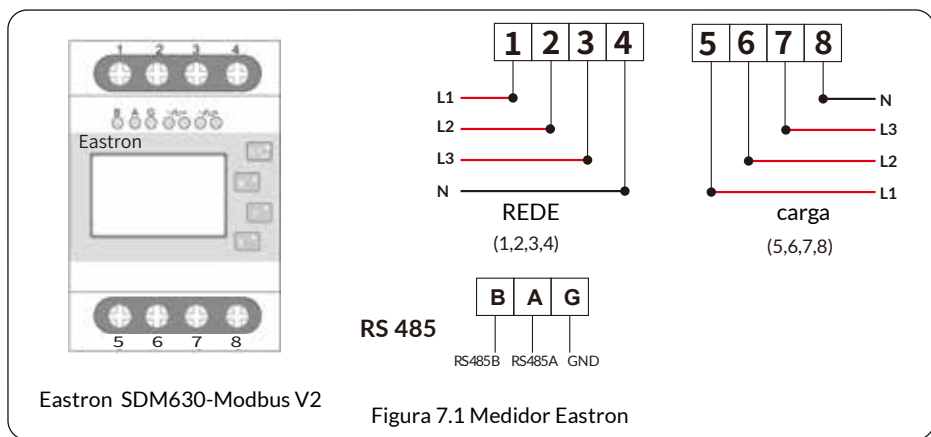 1 2 3 4
B A G
Eastron
5 6 7 8
Eastron SDM630-Modbus V2
1 2 3 4
L1
L2
L3
N
REDE
(1,2,3,4)
5 6 7 8
N
L3
L2
L1
carga
(5,6,7,8)
RS 485
B A G
RS485B RS485A GND
Figura 7.1 Medidor Eastron